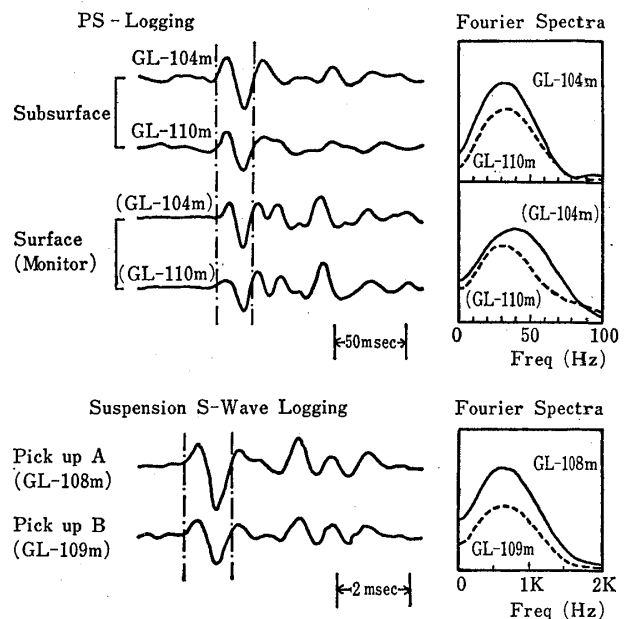 PS - Logging
Fourier Spectra
GL-104m
Subsurface
GL-110m
(GL-104m)
Surface
(Monitor)
(GL-110m)
50msec
GL-104m
GL-110m
(GL-104m)
(GL-110m)
0 50 100
Freq (Hz)
Suspension S-Wave Logging
Fourier Spectra
Pick up A
(GL-108m)
Pick up B
(GL-109m)
2 msec
GL-108m
GL-109m
0 1K 2K
Freq (Hz)